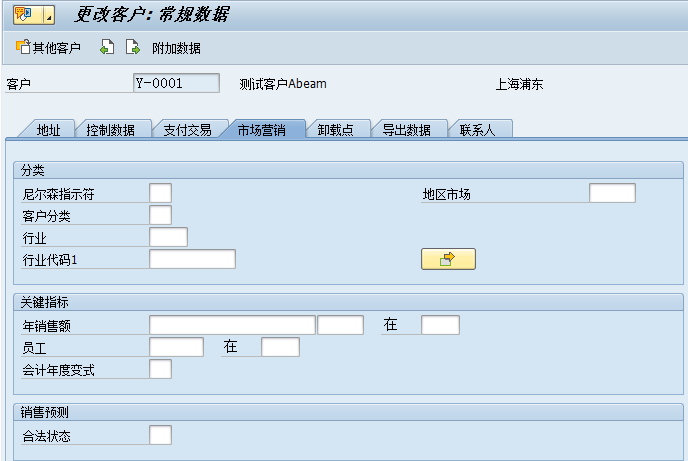 更改客户: 常规数据
其他客户 附加数据
客户 Y-0001 测试客户Abeam 上海浦东
地址 控制数据 支付交易 市场营销 卸载点 导出数据 联系人
分类
尼尔森指示符 地区市场
客户分类
行业
行业代码1
关键指标
年销售额 在
员工 在
会计年度变式
销售预测
合法状态